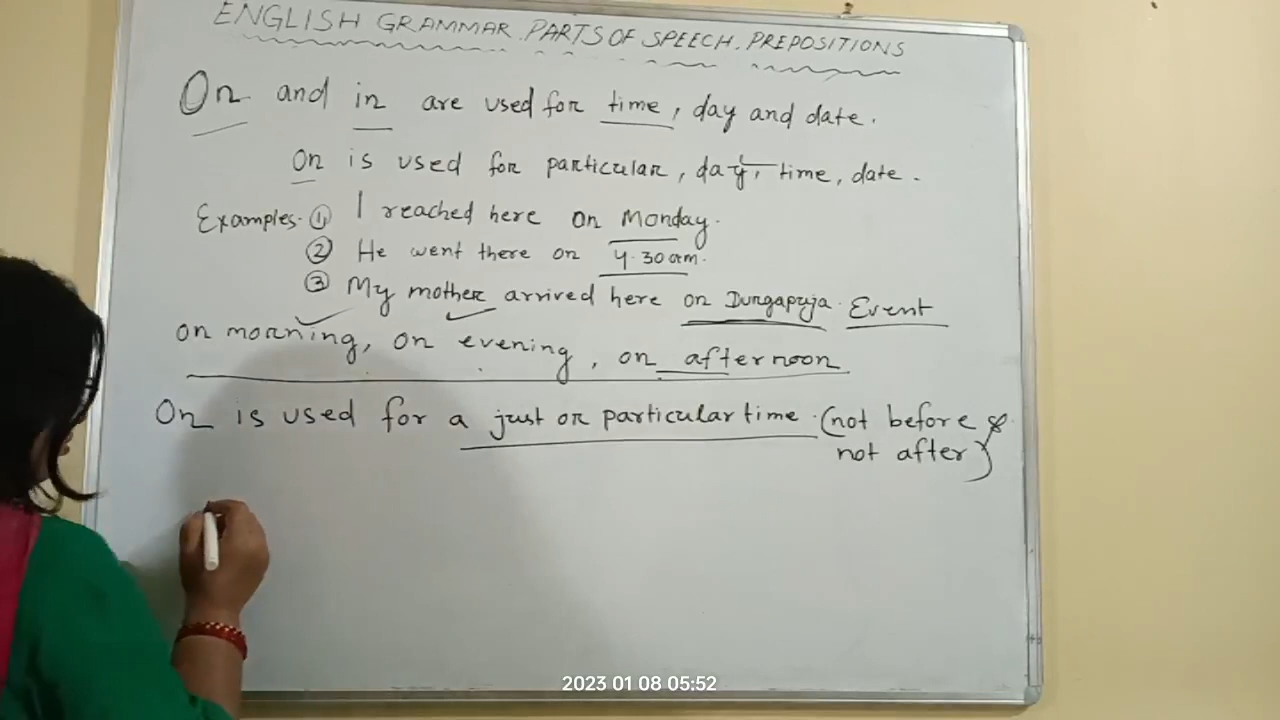 ENGLISH GRAMMAR. PARTS OF SPEECH. PREPOSITIONS
On and in are used for time, day and date.
On is used for particular, day, time, date.
Examples. ① I reached here on Monday.
② He went there on 4.30 am.
③ My mother arrived here on Durgapuja. Event
on morning, on evening, on afternoon
On is used for a just or particular time. (not before &
not after)
2023 01 08 05:52